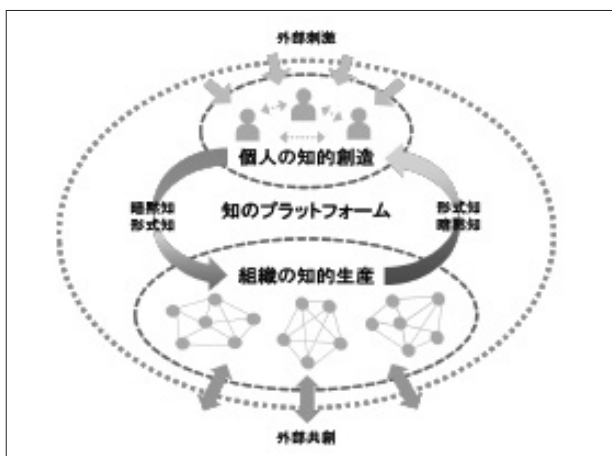 外部刺激
個人の知的創造
暗黙知
形式知
知のプラットフォーム
形式知
暗黙知
組織の知的生産
外部共創